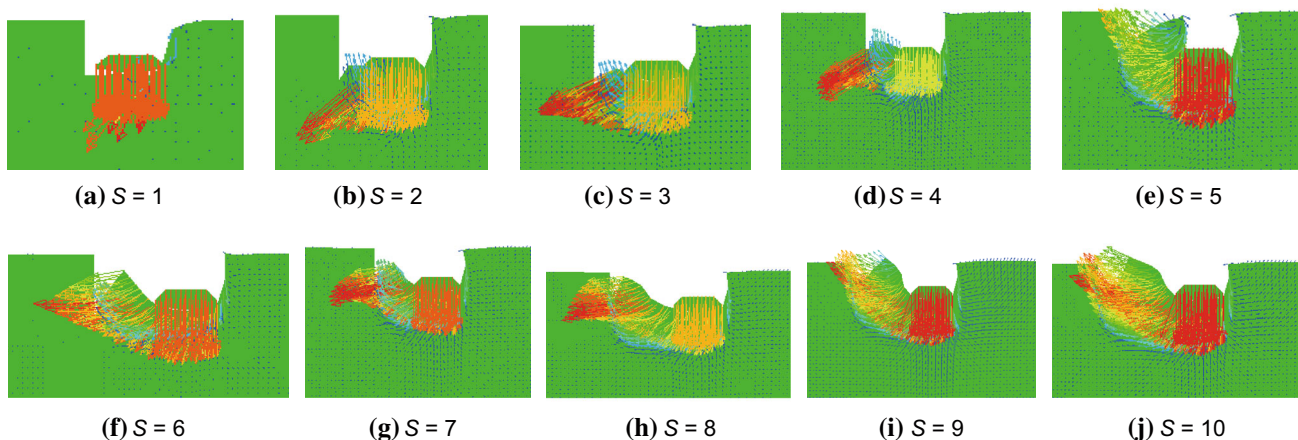 (a) S = 1 (b) S = 2 (c) S = 3 (d) S = 4 (e) S = 5
(f) S = 6 (g) S = 7 (h) S = 8 (i) S = 9 (j) S = 10